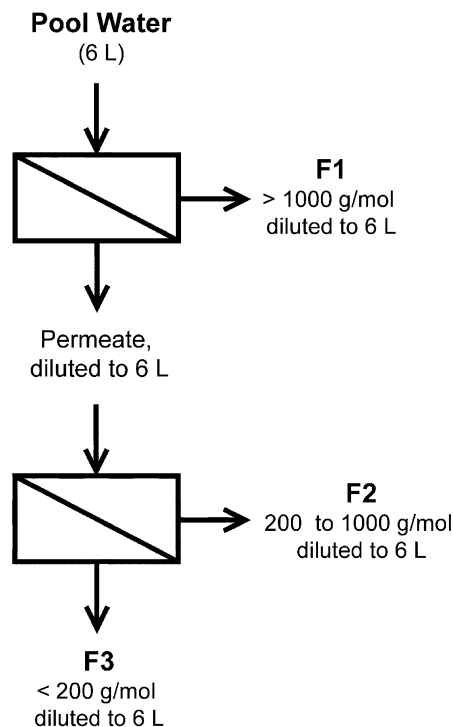 Pool Water
(6 L)
F1
> 1000 g/mol
diluted to 6 L
Permeate,
diluted to 6 L
F2
200 to 1000 g/mol
diluted to 6 L
F3
< 200 g/mol
diluted to 6 L